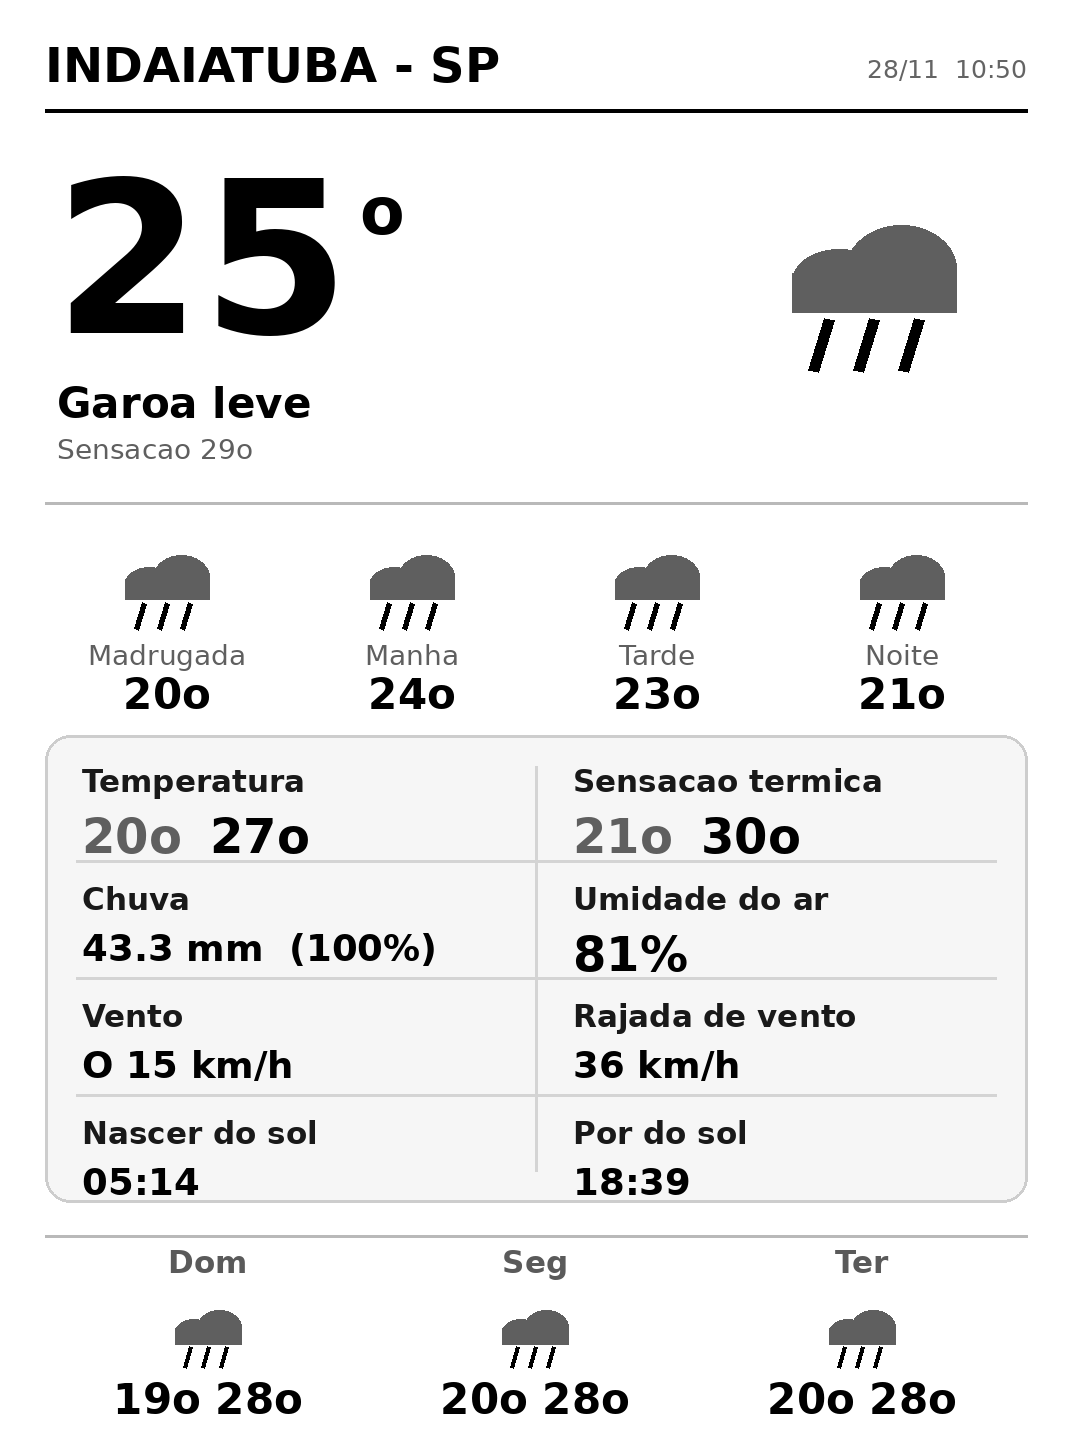 INDAIATUBA - SP 28/11 10:50
25o
Garoa leve
Sensacao 29o
Madrugada Manha Tarde Noite
20o 24o 23o 21o
Temperatura Sensacao termica
20o 27o 21o 30o
Chuva Umidade do ar
43.3 mm (100%) 81%
Vento Rajada de vento
O 15 km/h 36 km/h
Nascer do sol Por do sol
05:14 18:39
Dom Seg Ter
19o 28o 20o 28o 20o 28o